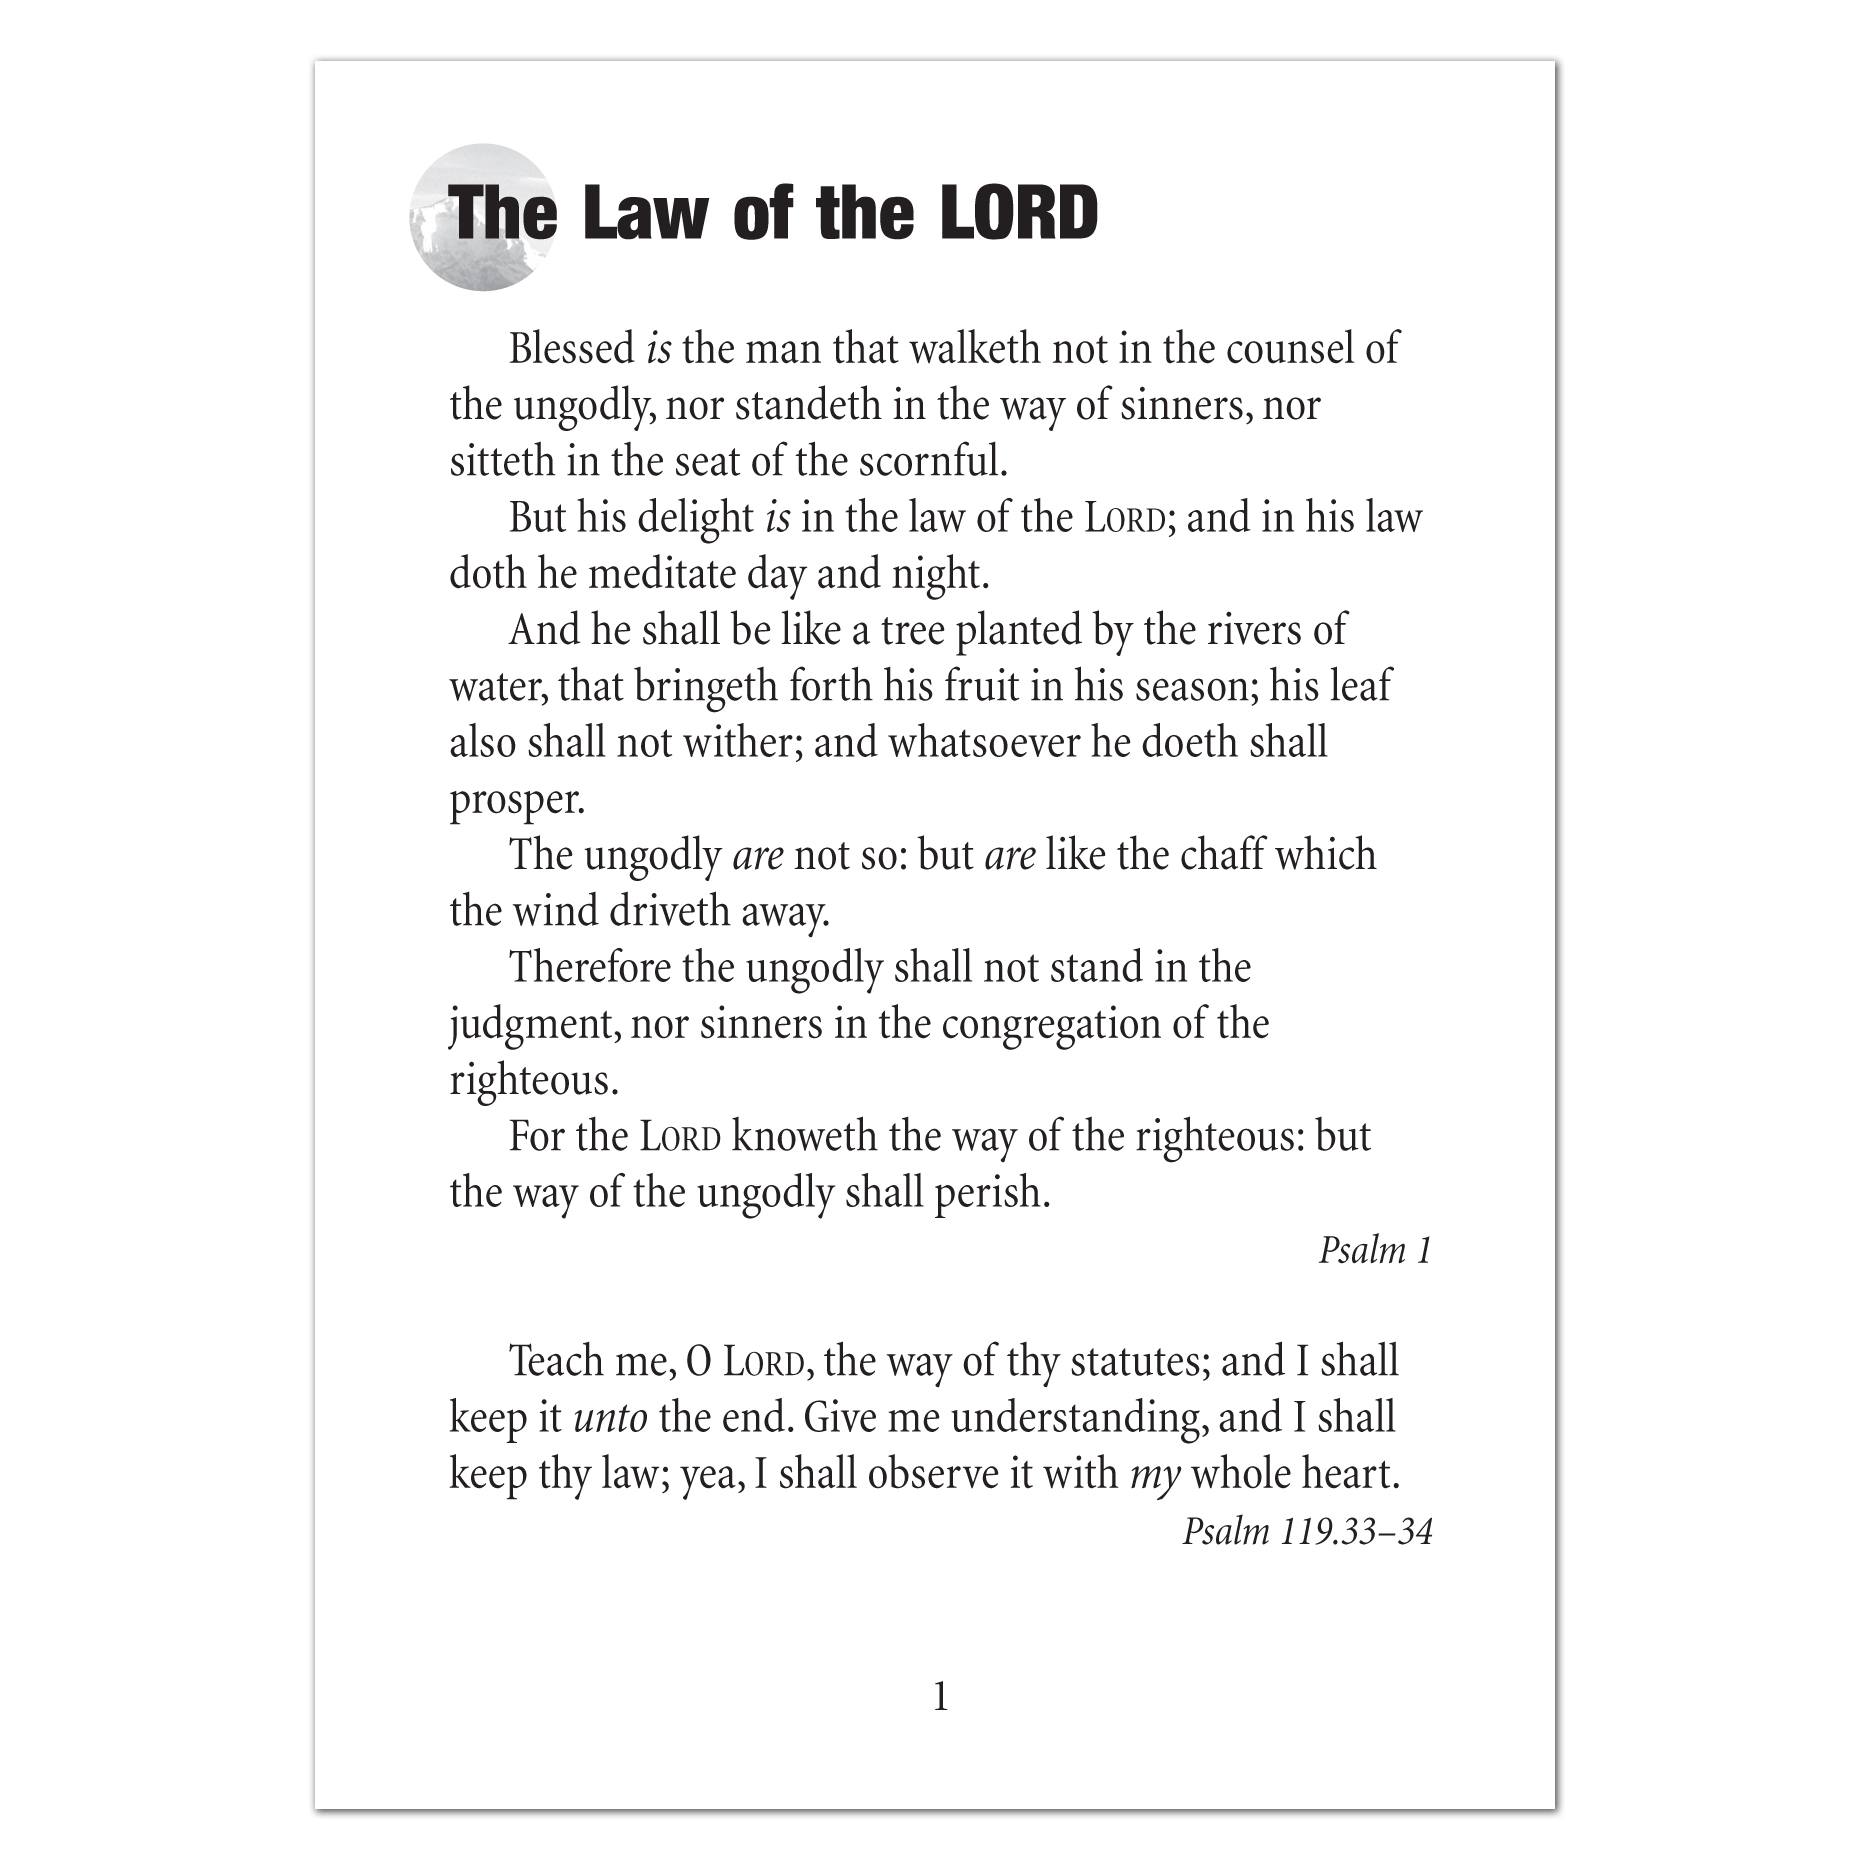 The Law of the LORD
Blessed is the man that walketh not in the counsel of
the ungodly, nor standeth in the way of sinners, nor
sitteth in the seat of the scornful.
But his delight is in the law of the LORD; and in his law
doth he meditate day and night.
And he shall be like a tree planted by the rivers of
water, that bringeth forth his fruit in his season; his leaf
also shall not wither; and whatsoever he doeth shall
prosper.
The ungodly are not so: but are like the chaff which
the wind driveth away.
Therefore the ungodly shall not stand in the
judgment, nor sinners in the congregation of the
righteous.
For the LORD knoweth the way of the righteous: but
the way of the ungodly shall perish.
Psalm 1
Teach me, O LORD, the way of thy statutes; and I shall
keep it unto the end. Give me understanding, and I shall
keep thy law; yea, I shall observe it with my whole heart.
Psalm 119.33–34
1